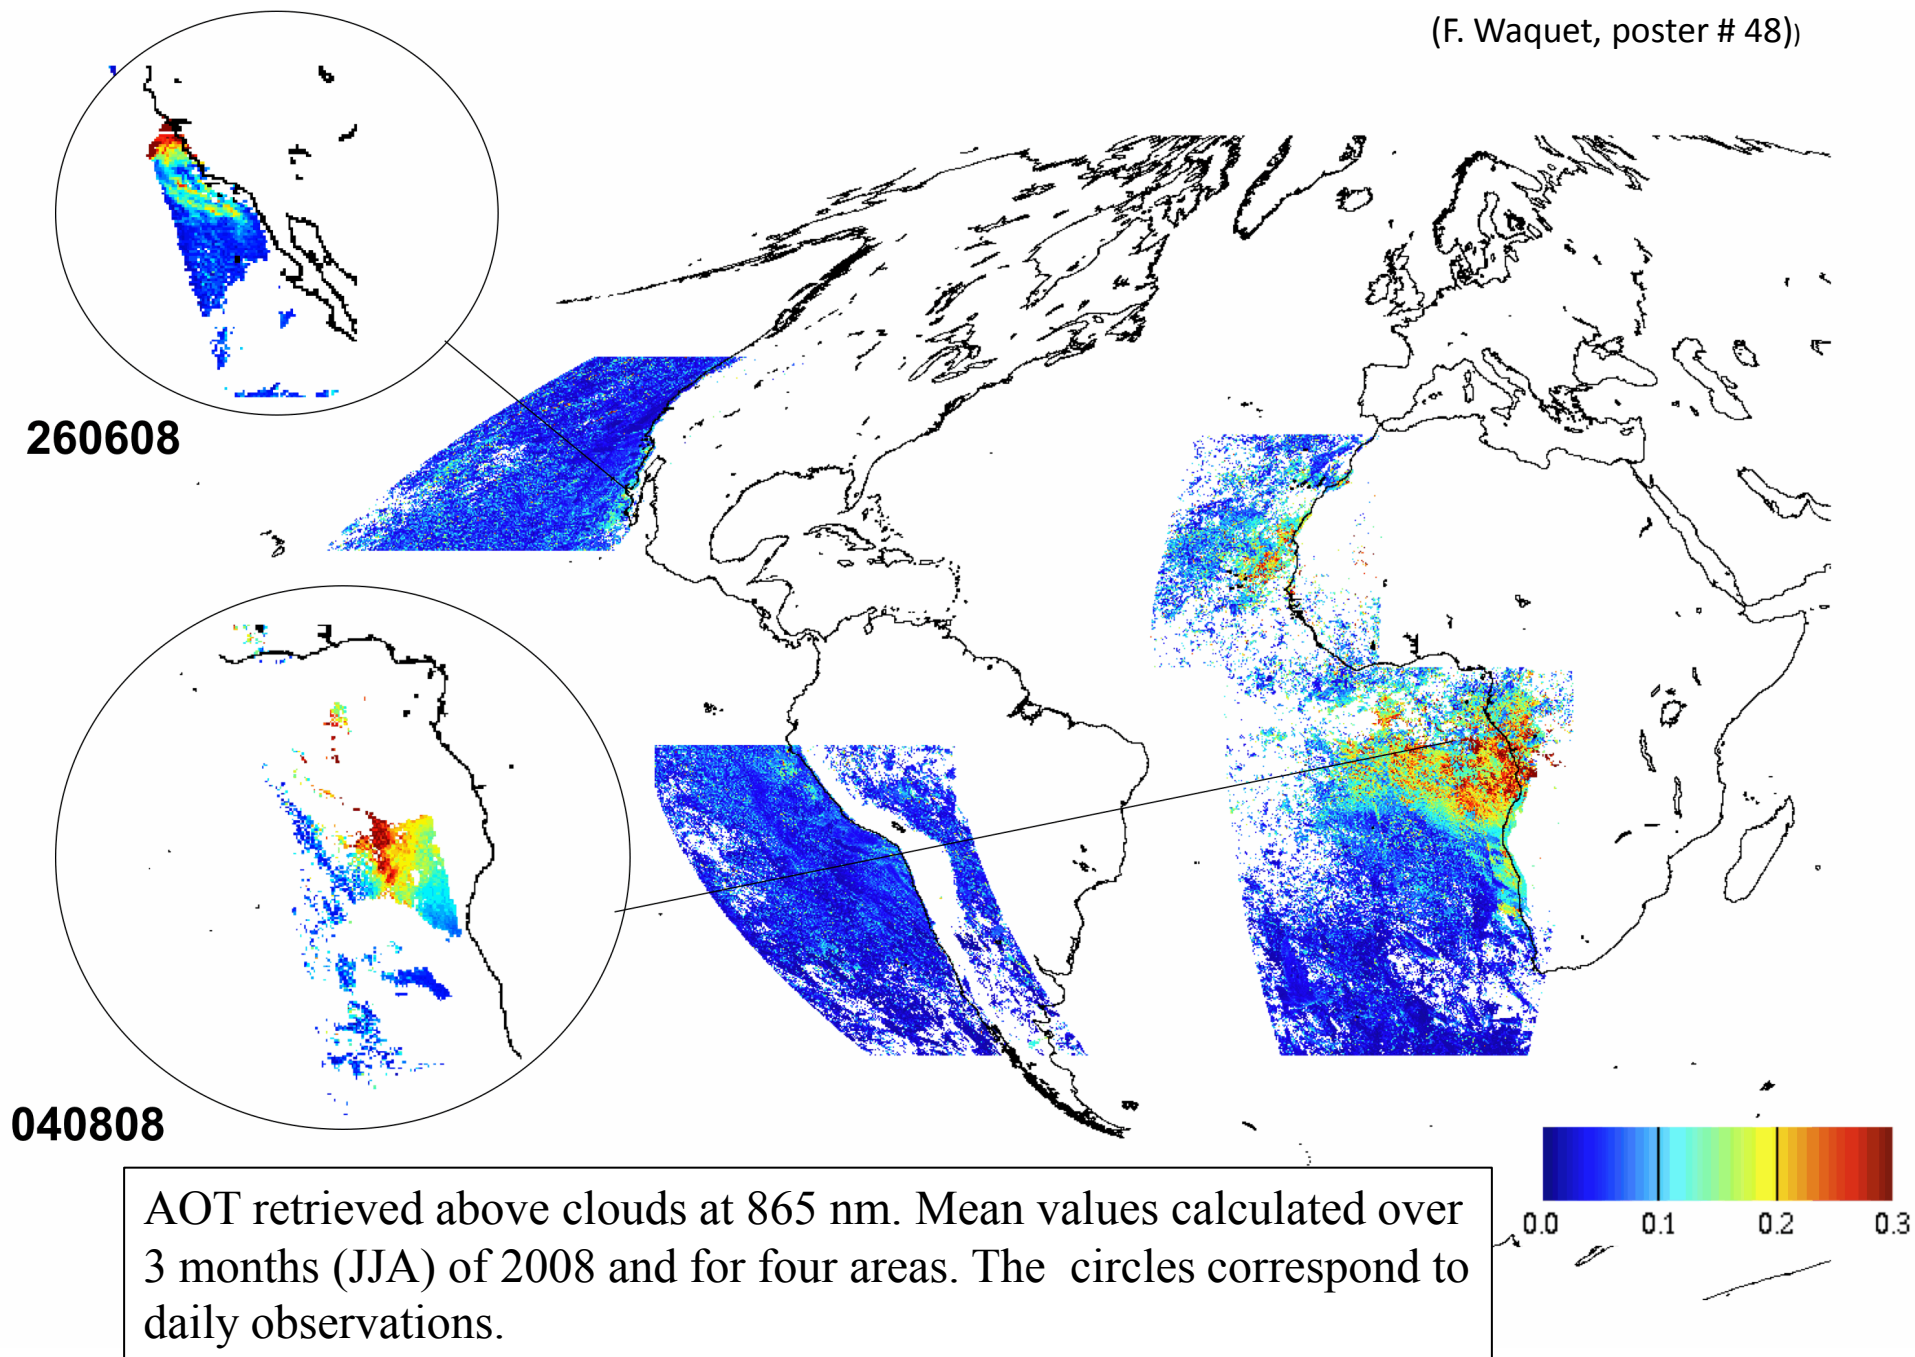 (F. Waquet, poster # 48))
260608
040808
0.0 0.1 0.2 0.3
AOT retrieved above clouds at 865 nm. Mean values calculated over
3 months (JJA) of 2008 and for four areas. The circles correspond to
daily observations.